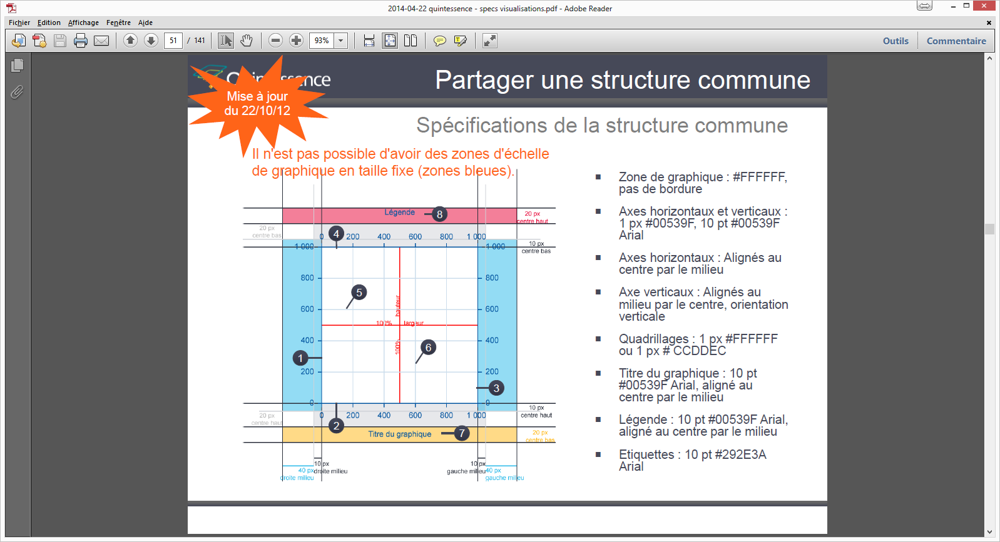 2014-04-22 quintessence - specs visualisations.pdf - Adobe Reader
Fichier Edition Affichage Fenêtre Aide
51 / 141 93% Outils Commentaire
Partager une structure commune
Mise à jour
du 22/10/12
Spécifications de la structure commune
Il n'est pas possible d'avoir des zones d'échelle
de graphique en taille fixe (zones bleues).
Légende 8
20 px
centre haut
20 px
centre bas
4
0 200 400 600 800 1 000
10 px
centre bas
1 000 1 000
800 800
5
600 600
100% hauteur
100% largeur
400 400
6
1
200 200
3
0 0
10 px
centre haut
0 200 400 600 800 1 000
20 px
centre haut
2
Titre du graphique 7
20 px
centre bas
10 px
droite milieu
40 px
droite milieu
10 px
gauche milieu
40 px
gauche milieu
Zone de graphique : #FFFFFF,
pas de bordure
Axes horizontaux et verticaux :
1 px #00539F, 10 pt #00539F
Arial
Axes horizontaux : Alignés au
centre par le milieu
Axe verticaux : Alignés au
milieu par le centre, orientation
verticale
Quadrillages : 1 px #FFFFFF
ou 1 px # CCDDEC
Titre du graphique : 10 pt
#00539F Arial, aligné au
centre par le milieu
Légende : 10 pt #00539F Arial,
aligné au centre par le milieu
Etiquettes : 10 pt #292E3A
Arial